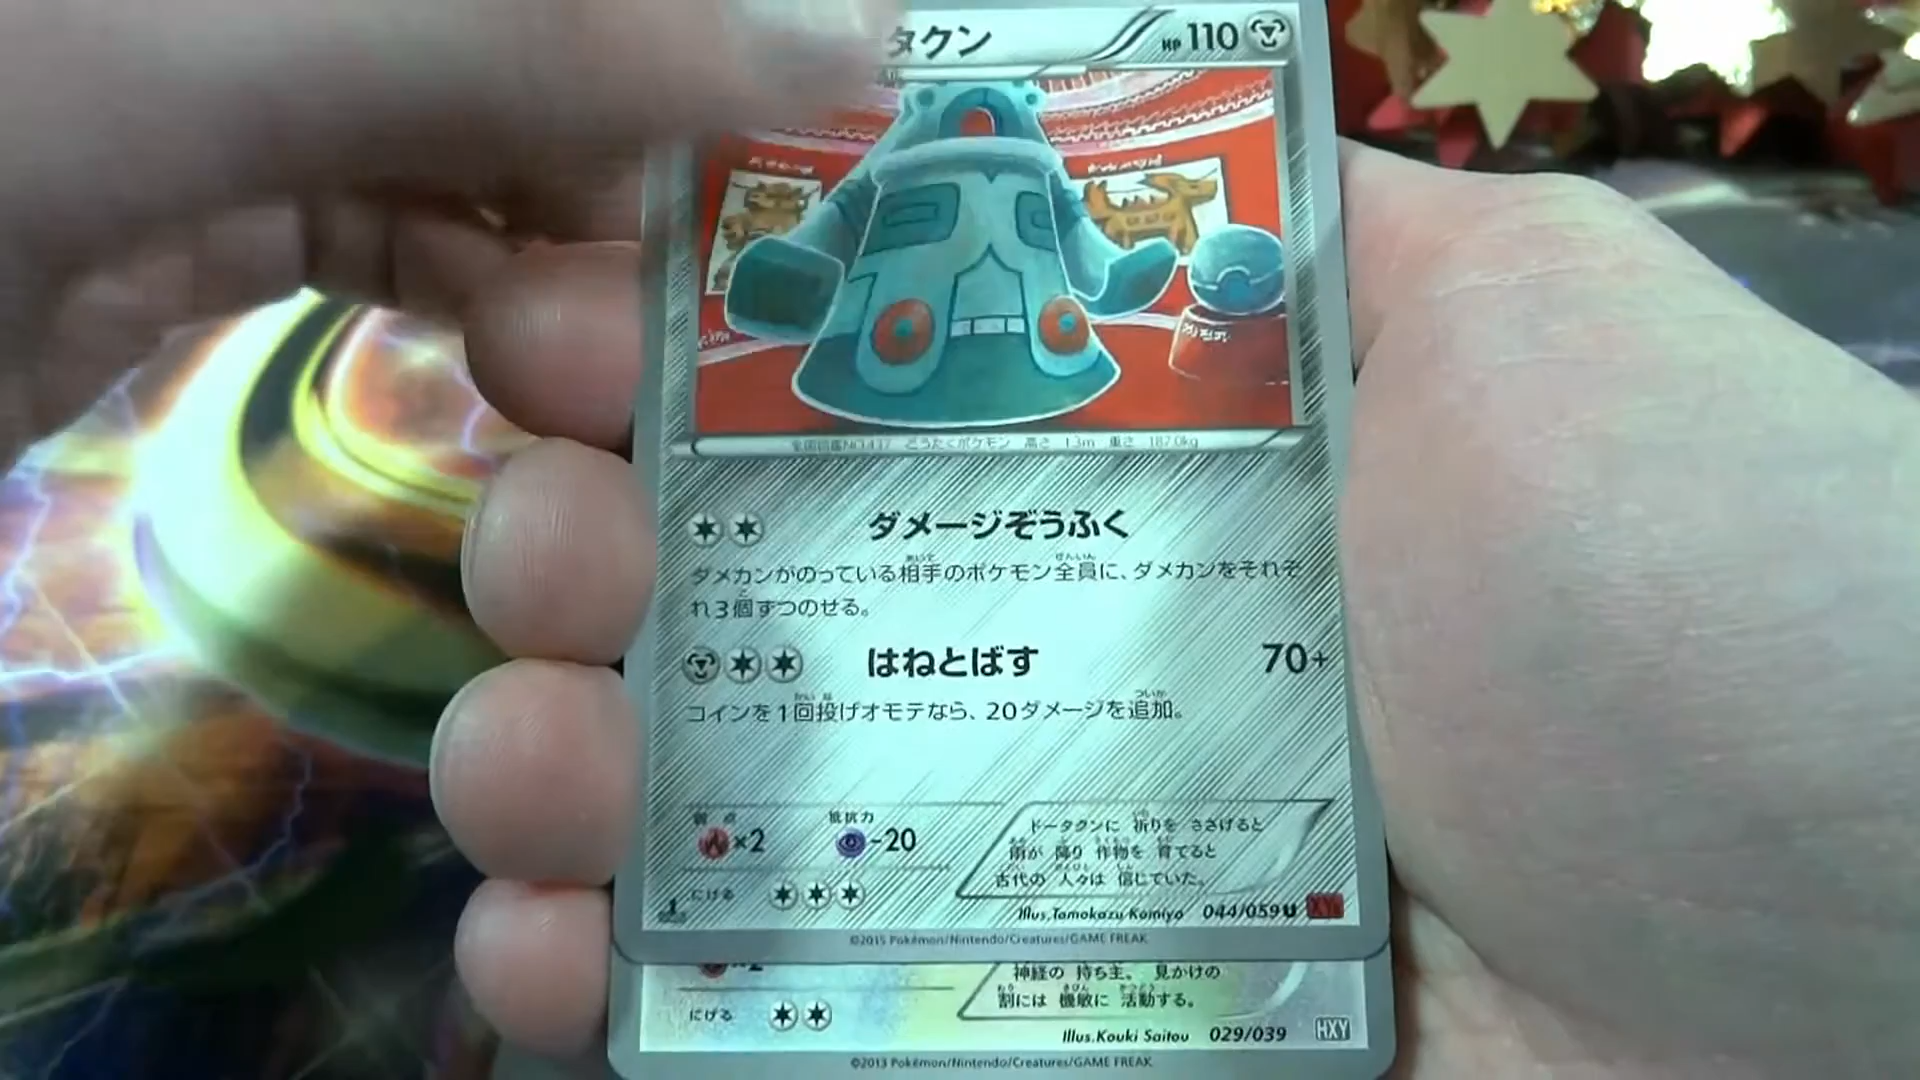 タクン HP 110
全国図鑑NO.437 どうたくポケモン 高さ 1.3m 重さ 187.0kg
ダメージぞうふく
ダメカンがのっている相手のポケモン全員に、ダメカンをそれぞ
れ3個ずつのせる。
はねとばす 70+
コインを1回投げオモテなら、20ダメージを追加。
弱点 抵抗力
×2 -20
ドータクンに 祈りを ささげると
雨が 降り 作物を 育てると
古代の 人々は 信じていた。
にげる
Illus.Tomokazu Komiya 044/059 U
©2015 Pokémon/Nintendo/Creatures/GAME FREAK
×2
神経の 持ち主。 見かけの
割には 機敏に 活動する。
にげる
Illus.Kouki Saitou 029/039 HXY
©2013 Pokémon/Nintendo/Creatures/GAME FREAK